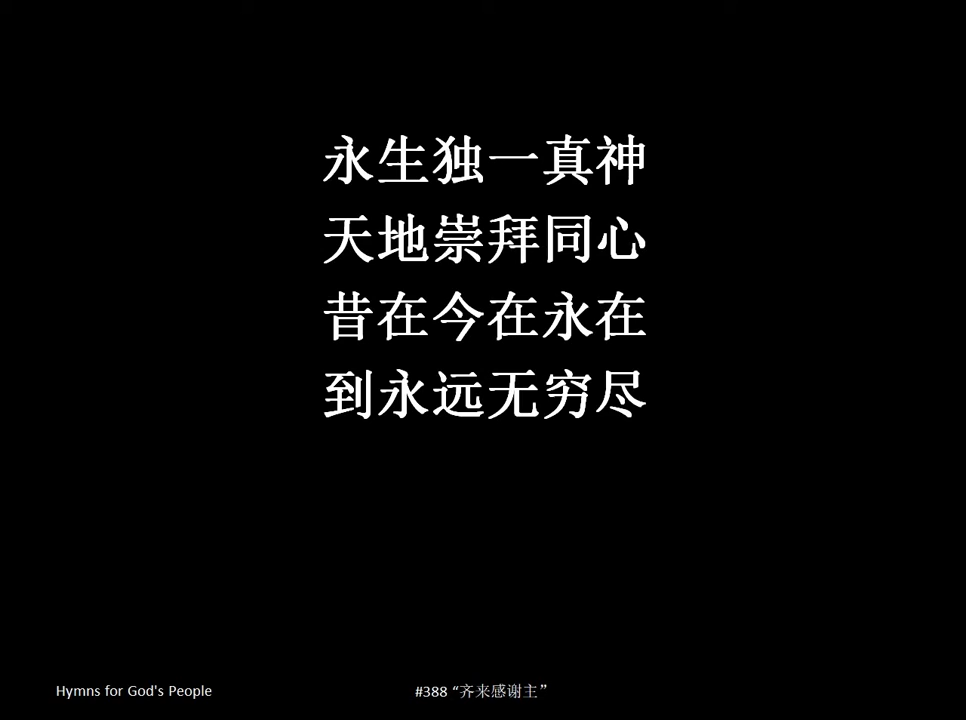 永生独一真神
天地崇拜同心
昔在今在永在
到永远无穷尽
Hymns for God's People
#388 “齐来感谢主”